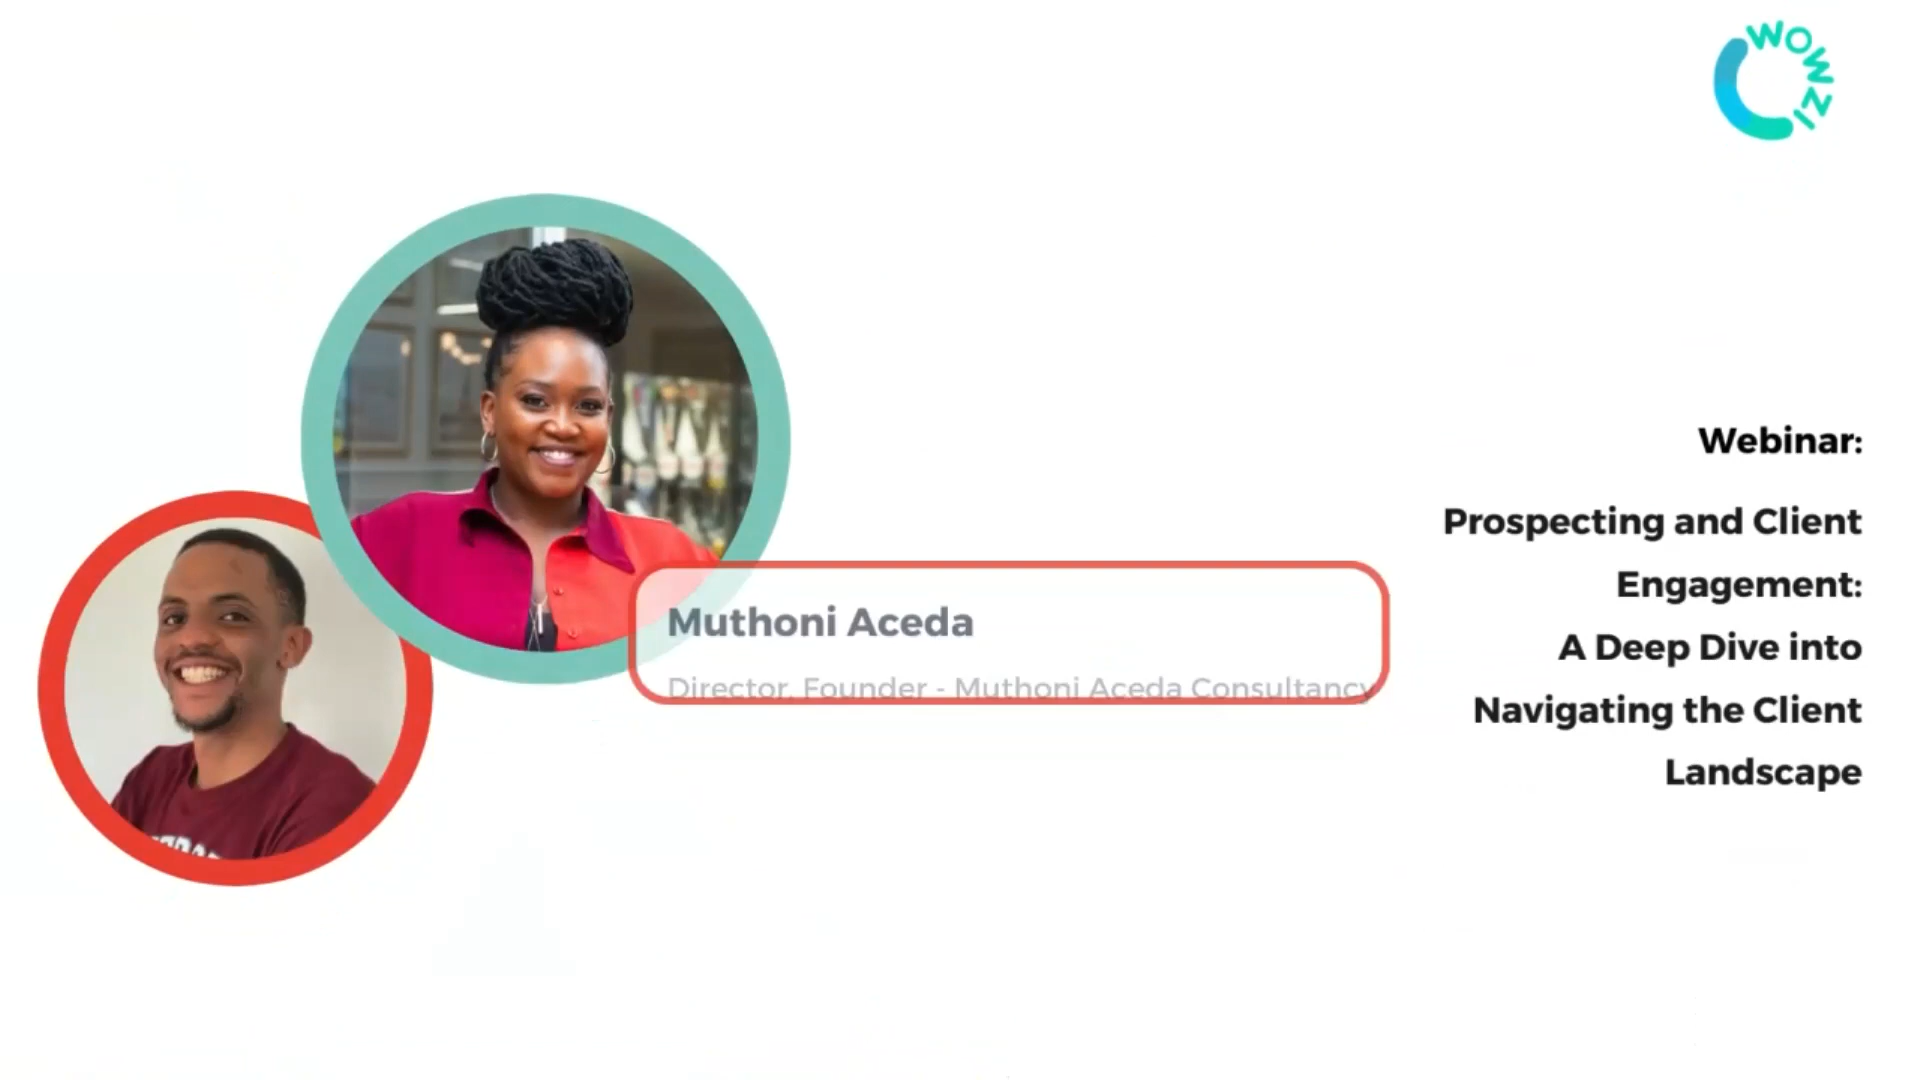 WOWZI
Muthoni Aceda
Director, Founder - Muthoni Aceda Consultancy
Webinar:
Prospecting and Client
Engagement:
A Deep Dive into
Navigating the Client
Landscape